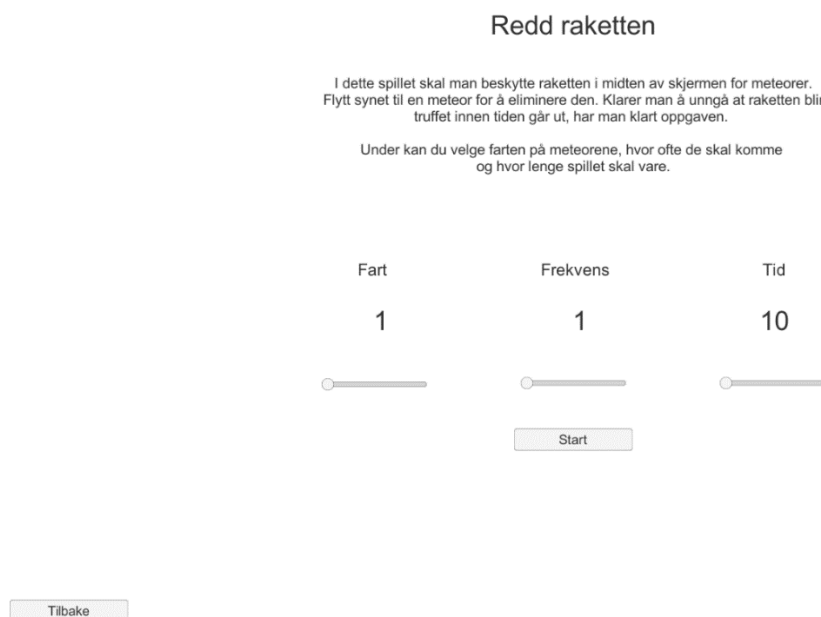 Redd raketten
I dette spillet skal man beskytte raketten i midten av skjermen for meteorer.
Flytt synet til en meteor for å eliminere den. Klarer man å unngå at raketten blir
truffet innen tiden går ut, har man klart oppgaven.
Under kan du velge farten på meteorene, hvor ofte de skal komme
og hvor lenge spillet skal vare.
Fart Frekvens Tid
1 1 10
Start
Tilbake